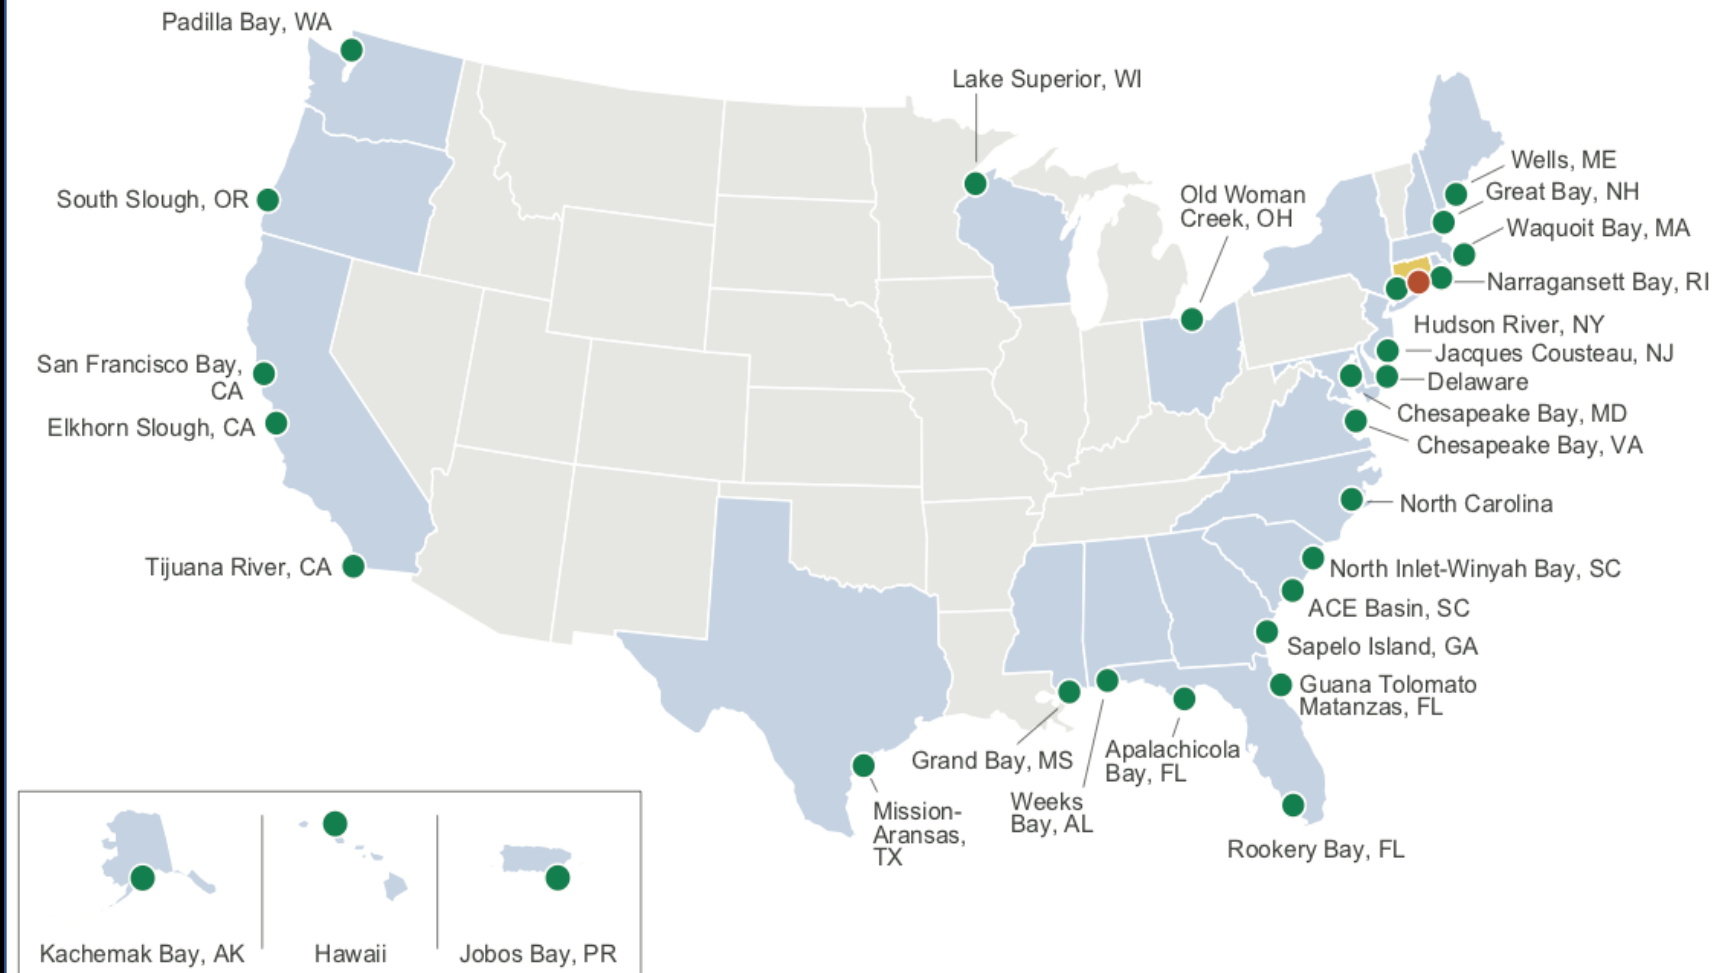 Padilla Bay, WA
Lake Superior, WI
Wells, ME
Old Woman
Creek, OH
Great Bay, NH
South Slough, OR
Waquoit Bay, MA
Narragansett Bay, RI
Hudson River, NY
Jacques Cousteau, NJ
San Francisco Bay,
CA
Delaware
Chesapeake Bay, MD
Elkhorn Slough, CA
Chesapeake Bay, VA
North Carolina
Tijuana River, CA
North Inlet-Winyah Bay, SC
ACE Basin, SC
Sapelo Island, GA
Guana Tolomato
Matanzas, FL
Grand Bay, MS
Apalachicola
Bay, FL
Weeks
Bay, AL
Mission-
Aransas,
TX
Rookery Bay, FL
Kachemak Bay, AK
Hawaii
Jobos Bay, PR